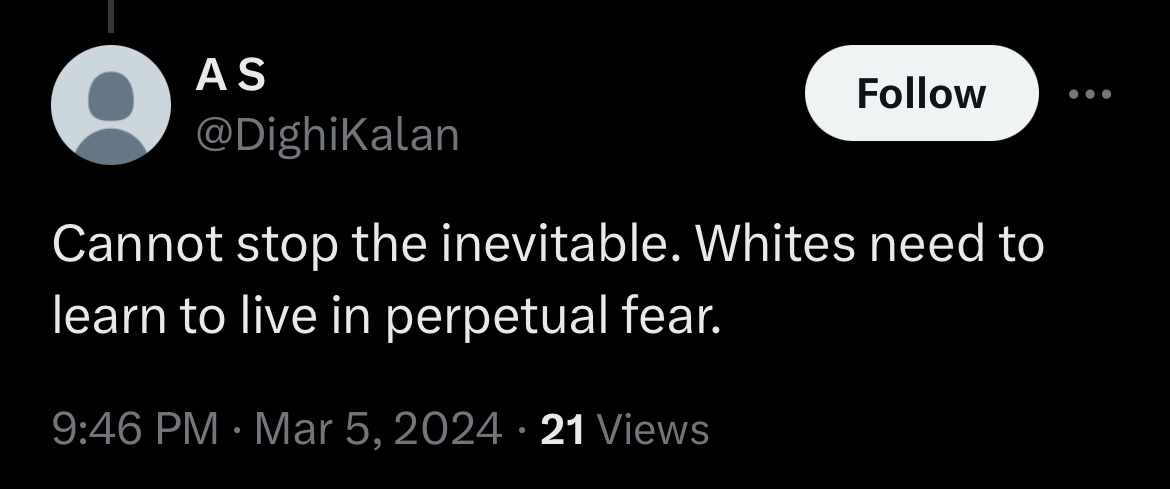 A S
Follow
@DighiKalan
Cannot stop the inevitable. Whites need to
learn to live in perpetual fear.
9:46 PM · Mar 5, 2024 · 21 Views